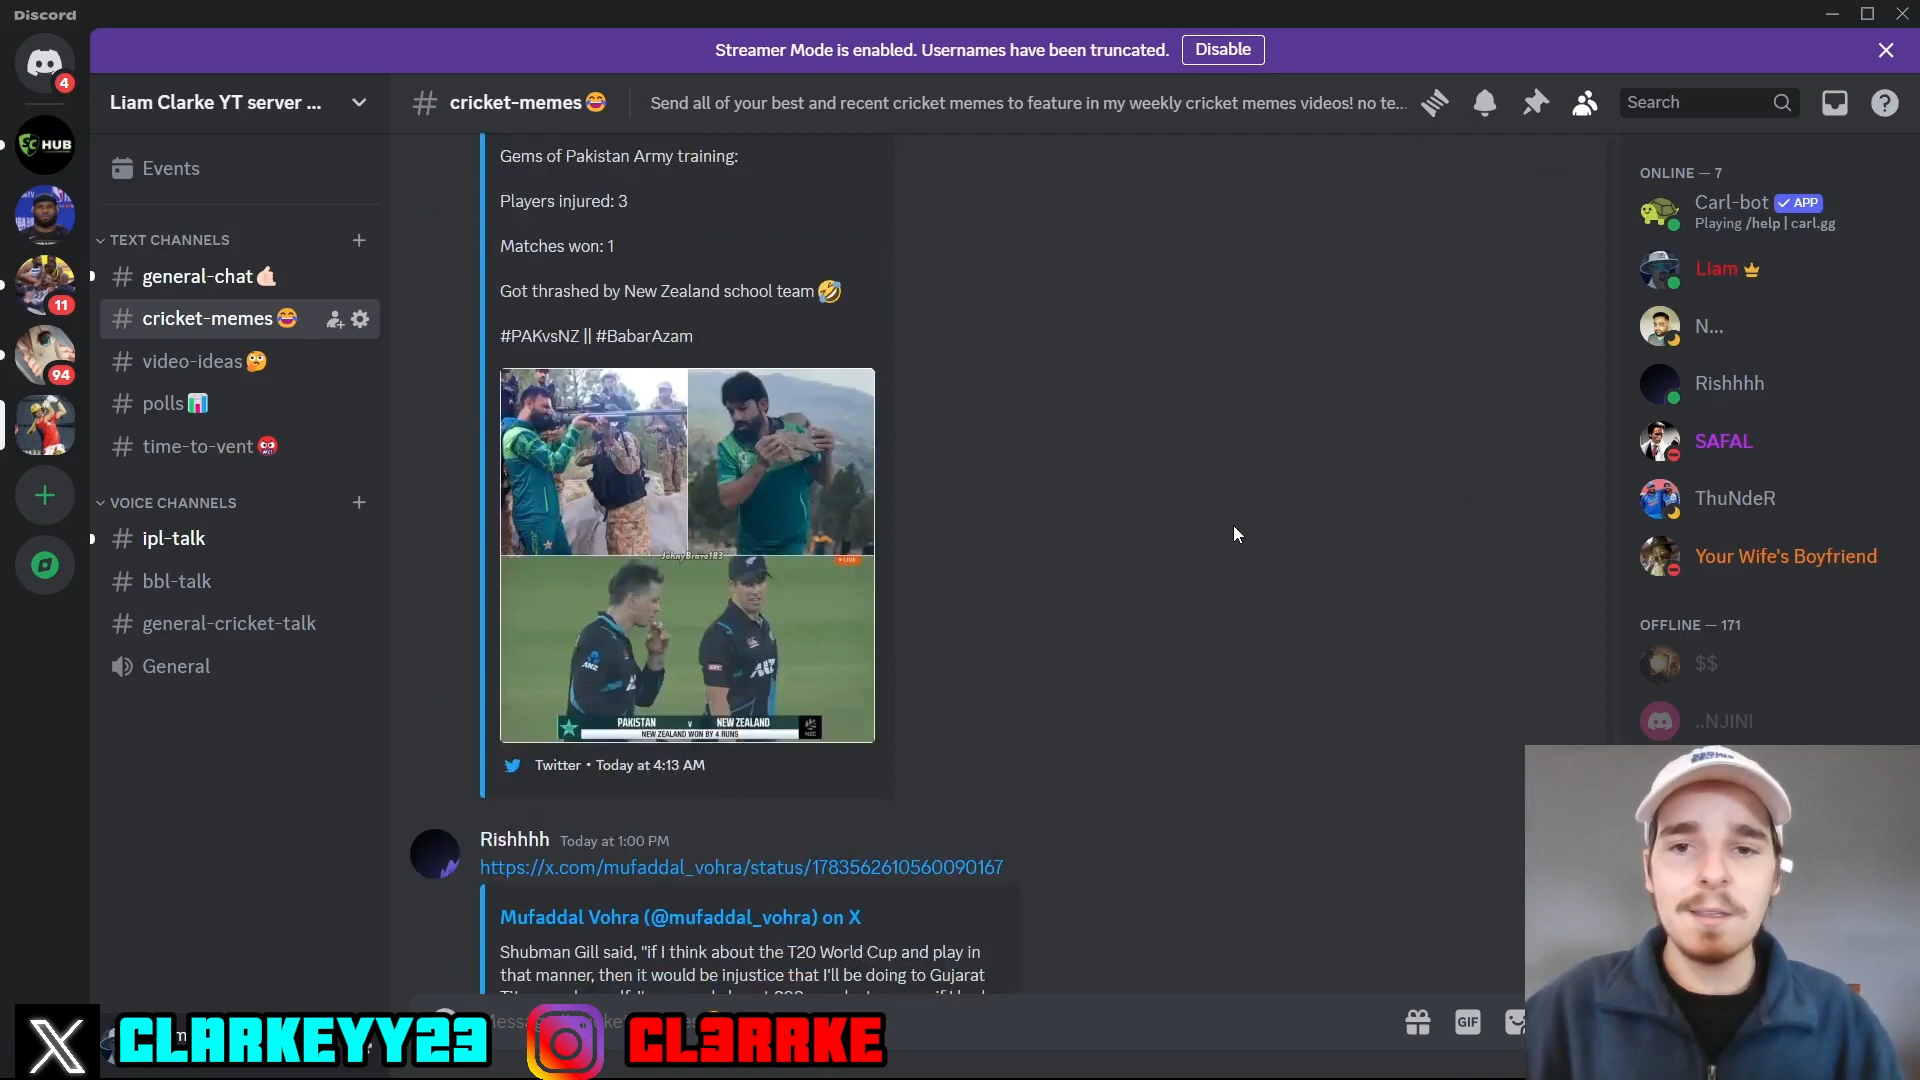 Discord
Streamer Mode is enabled. Usernames have been truncated. Disable
4
Liam Clarke YT server ...
# cricket-memes😂
Send all of your best and recent cricket memes to feature in my weekly cricket memes videos! no te...
Search
SC HUB
11
94
Events
TEXT CHANNELS
# general-chat🤙🏻
# cricket-memes😂
# video-ideas🤔
# polls📊
# time-to-vent🤬
VOICE CHANNELS
# ipl-talk
# bbl-talk
# general-cricket-talk
General
Gems of Pakistan Army training:
Players injured: 3
Matches won: 1
Got thrashed by New Zealand school team🤣
#PAKvsNZ || #BabarAzam
JohnyBravo183
LIVE
PAKISTAN v NEW ZEALAND
NEW ZEALAND WON BY 4 RUNS
Twitter • Today at 4:13 AM
Rishhhh Today at 1:00 PM
https://x.com/mufaddal_vohra/status/1783562610560090167
Mufaddal Vohra (@mufaddal_vohra) on X
Shubman Gill said, "if I think about the T20 World Cup and play in
that manner, then it would be injustice that I'll be doing to Gujarat
GIF
ONLINE — 7
Carl-bot ✓ APP
Playing /help | carl.gg
Liam
N...
Rishhhh
SAFAL
ThuNdeR
Your Wife's Boyfriend
OFFLINE — 171
$$
..NJINI
X CLARKEYY23 CL3RRKE